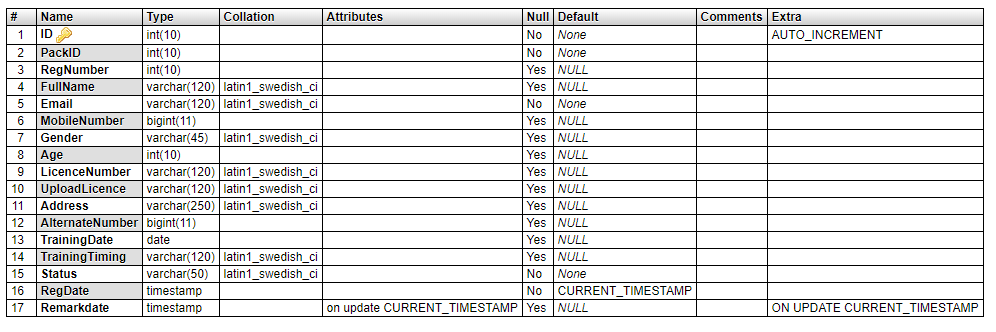 # Name Type Collation Attributes Null Default Comments Extra
1 ID int(10) No None AUTO_INCREMENT
2 PackID int(10) No None
3 RegNumber int(10) Yes NULL
4 FullName varchar(120) latin1_swedish_ci Yes NULL
5 Email varchar(120) latin1_swedish_ci No None
6 MobileNumber bigint(11) Yes NULL
7 Gender varchar(45) latin1_swedish_ci Yes NULL
8 Age int(10) Yes NULL
9 LicenceNumber varchar(120) latin1_swedish_ci Yes NULL
10 UploadLicence varchar(120) latin1_swedish_ci Yes NULL
11 Address varchar(250) latin1_swedish_ci Yes NULL
12 AlternateNumber bigint(11) Yes NULL
13 TrainingDate date Yes NULL
14 TrainingTiming varchar(120) latin1_swedish_ci Yes NULL
15 Status varchar(50) latin1_swedish_ci No None
16 RegDate timestamp No CURRENT_TIMESTAMP
17 Remarkdate timestamp on update CURRENT_TIMESTAMP Yes NULL ON UPDATE CURRENT_TIMESTAMP